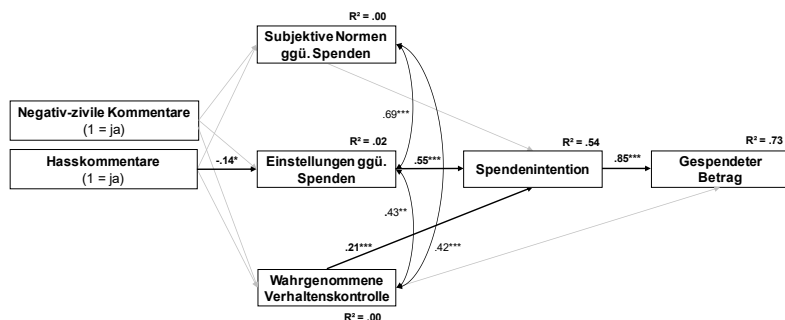 R² = .00
Subjektive Normen
ggü. Spenden
Negativ-zivile Kommentare
(1 = ja)
.69***
R² = .02
R² = .54
R² = .73
Hasskommentare
(1 = ja)
-.14*
Einstellungen ggü.
Spenden
.55***
Spendenintention
.85***
Gespendeter
Betrag
.43**
.21***
.42***
Wahrgenommene
Verhaltenskontrolle
R² = .00